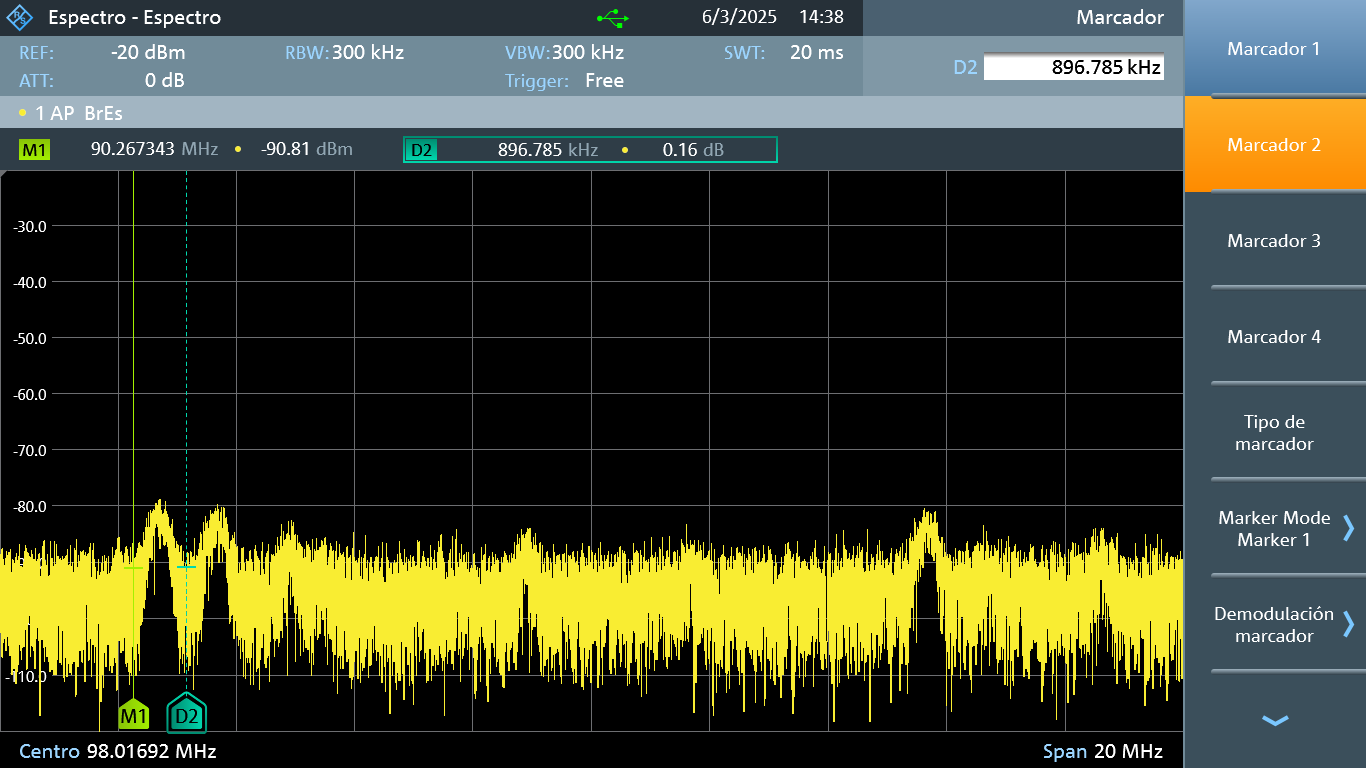 Espectro - Espectro 6/3/2025 14:38 Marcador
REF: -20 dBm RBW: 300 kHz VBW: 300 kHz SWT: 20 ms
D2 896.785 kHz
ATT: 0 dB Trigger: Free
1 AP BrEs
M1 90.267343 MHz • -90.81 dBm D2 896.785 kHz • 0.16 dB
-30.0
-40.0
-50.0
-60.0
-70.0
-80.0
-110.0
M1 D2
Centro 98.01692 MHz Span 20 MHz
Marcador 1
Marcador 2
Marcador 3
Marcador 4
Tipo de
marcador
Marker Mode
Marker 1
Demodulación
marcador